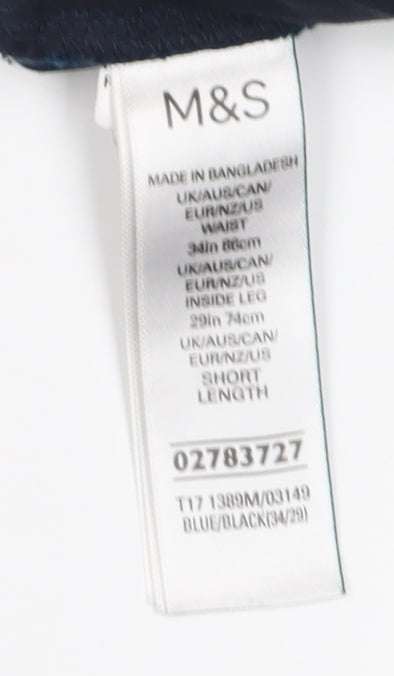 M&S
MADE IN BANGLADESH
UK/AUS/CAN/
EUR/NZ/US
WAIST
34in 86cm
UK/AUS/CAN/
EUR/NZ/US
INSIDE LEG
29in 74cm
UK/AUS/CAN/
EUR/NZ/US
SHORT
LENGTH
02783727
T17 1389M/03149
BLUE/BLACK(34/29)